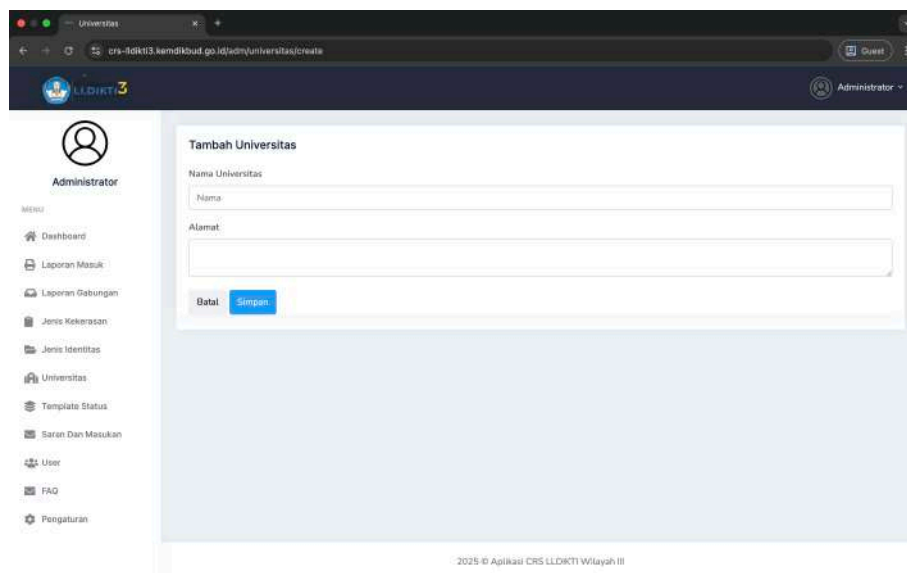 Universitas
crs-lldikti3.kemdikbud.go.id/adm/universitas/create
Guest
LLDIKTI3
Administrator
Administrator
MENU
Dashboard
Laporan Masuk
Laporan Gabungan
Jenis Kekerasan
Jenis Identitas
Universitas
Template Status
Saran Dan Masukan
User
FAQ
Pengaturan
Tambah Universitas
Nama Universitas
Nama
Alamat
Batal Simpan
2025 © Aplikasi CRS LLDIKTI Wilayah III